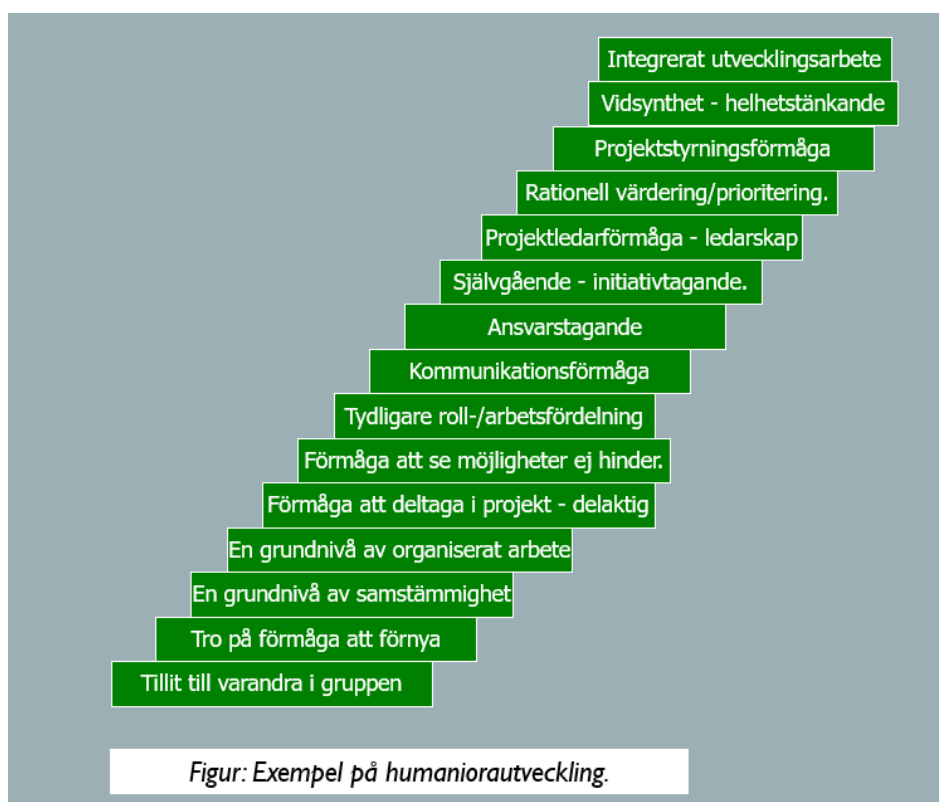 Integrerat utvecklingsarbete
Vidsynthet - helhetstänkande
Projektstyrningsförmåga
Rationell värdering/prioritering.
Projektledarförmåga - ledarskap
Självgående - initiativtagande.
Ansvarstagande
Kommunikationsförmåga
Tydligare roll-/arbetsfördelning
Förmåga att se möjligheter ej hinder.
Förmåga att deltaga i projekt - delaktig
En grundnivå av organiserat arbete
En grundnivå av samstämmighet
Tro på förmåga att förnya
Tillit till varandra i gruppen
Figur: Exempel på humaniorautveckling.